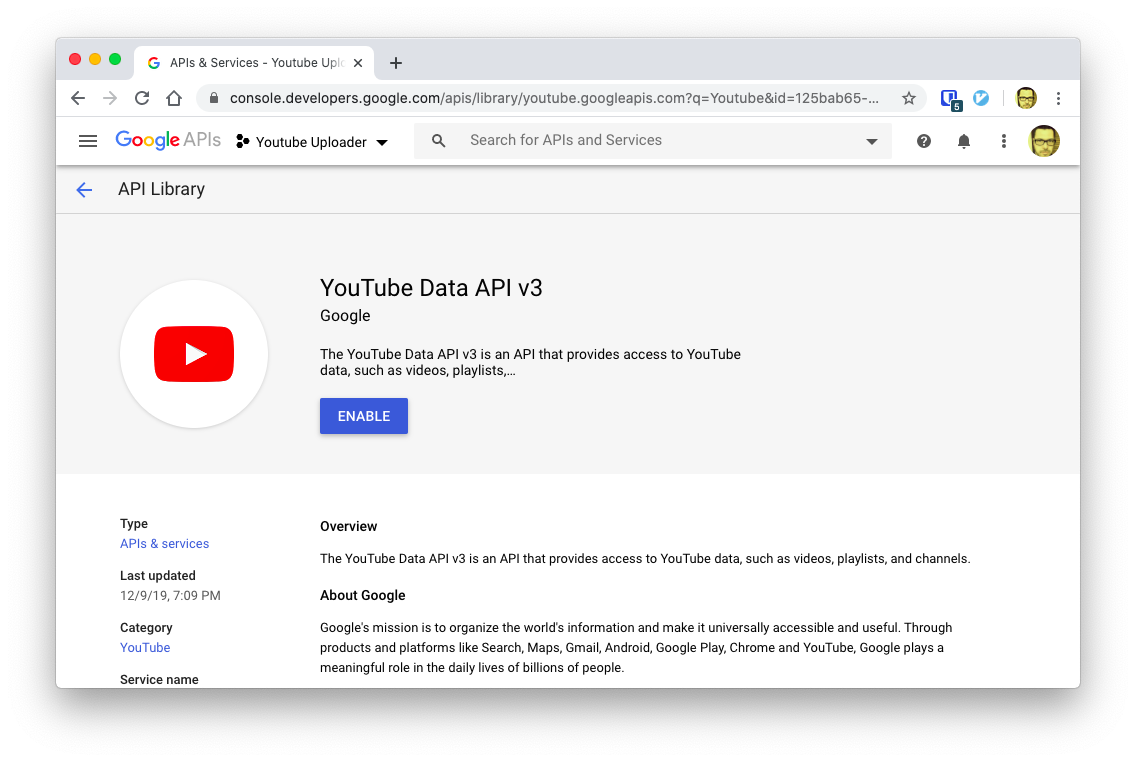 APIs & Services - Youtube Uplo
console.developers.google.com/apis/library/youtube.googleapis.com?q=Youtube&id=125bab65-...
5
Google APIs
Youtube Uploader
Search for APIs and Services
API Library
YouTube Data API v3
Google
The YouTube Data API v3 is an API that provides access to YouTube
data, such as videos, playlists,…
ENABLE
Type
APIs & services
Last updated
12/9/19, 7:09 PM
Category
YouTube
Service name
Overview
The YouTube Data API v3 is an API that provides access to YouTube data, such as videos, playlists, and channels.
About Google
Google's mission is to organize the world's information and make it universally accessible and useful. Through
products and platforms like Search, Maps, Gmail, Android, Google Play, Chrome and YouTube, Google plays a
meaningful role in the daily lives of billions of people.